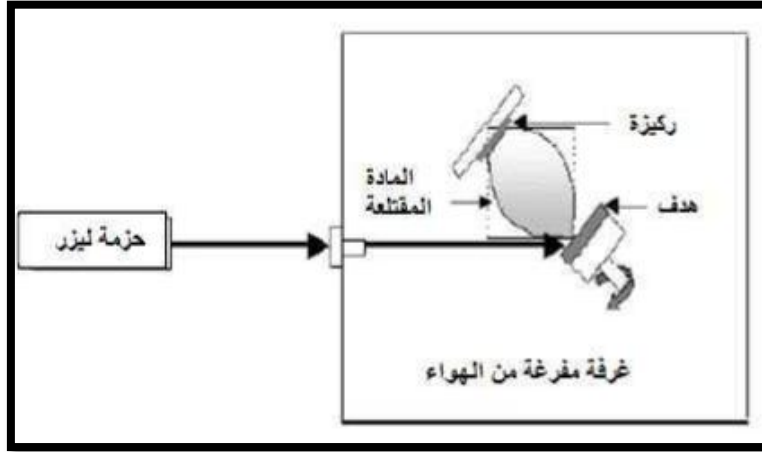 ركيزة
المادة
المقتلعة
هدف
حزمة ليزر
غرفة مفرغة من الهواء